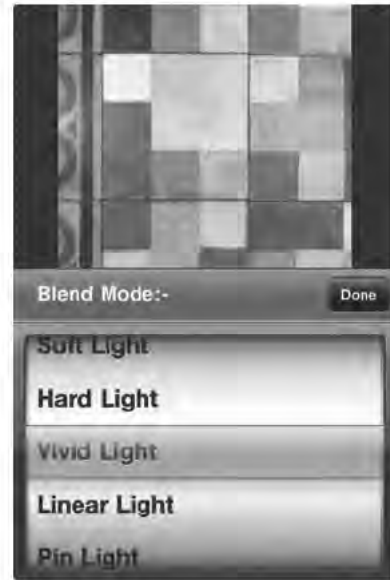 Blend Mode:-
Done
Soft Light
Hard Light
Vivid Light
Linear Light
Pin Light